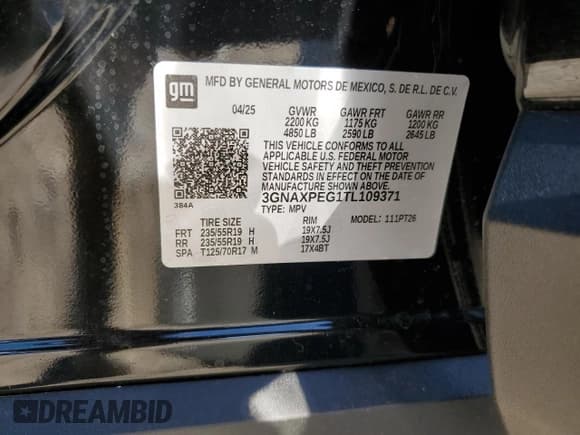 gm
MFD BY GENERAL MOTORS DE MEXICO, S. DE R.L. DE C.V.
04/25 GVWR GAWR FRT GAWR RR
2200 KG 1175 KG 1200 KG
4850 LB 2590 LB 2645 LB
THIS VEHICLE CONFORMS TO ALL
APPLICABLE U.S. FEDERAL MOTOR
VEHICLE SAFETY AND THEFT PREVENTION
STANDARDS IN EFFECT ON THE DATE OF
MANUFACTURE SHOWN ABOVE.
3GNAXPEG1TL109371
384A
TYPE: MPV MODEL: 111PT26
TIRE SIZE RIM
FRT 235/55R19 H 19X7.5J
RR 235/55R19 H 19X7.5J
SPA T125/70R17 M 17X4BT
DREAMBID